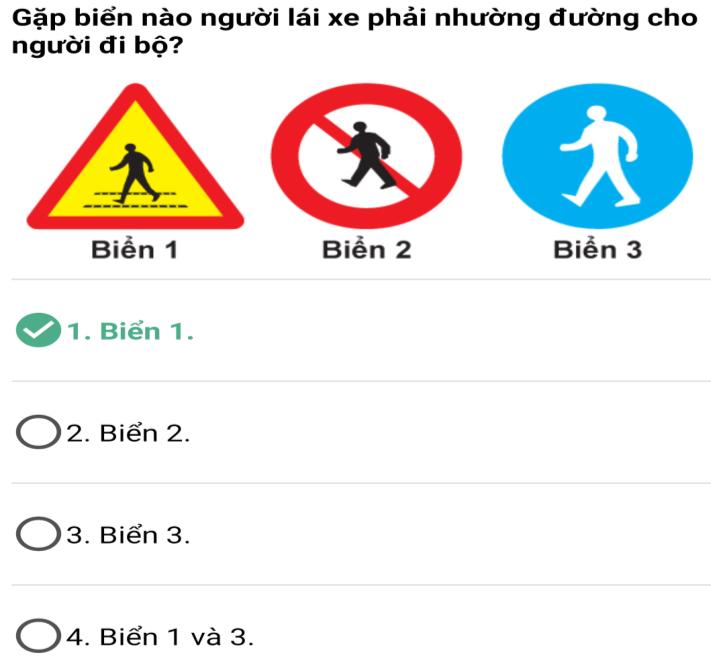 Gặp biển nào người lái xe phải nhường đường cho
người đi bộ?
Biển 1 Biển 2 Biển 3
1. Biển 1.
2. Biển 2.
3. Biển 3.
4. Biển 1 và 3.